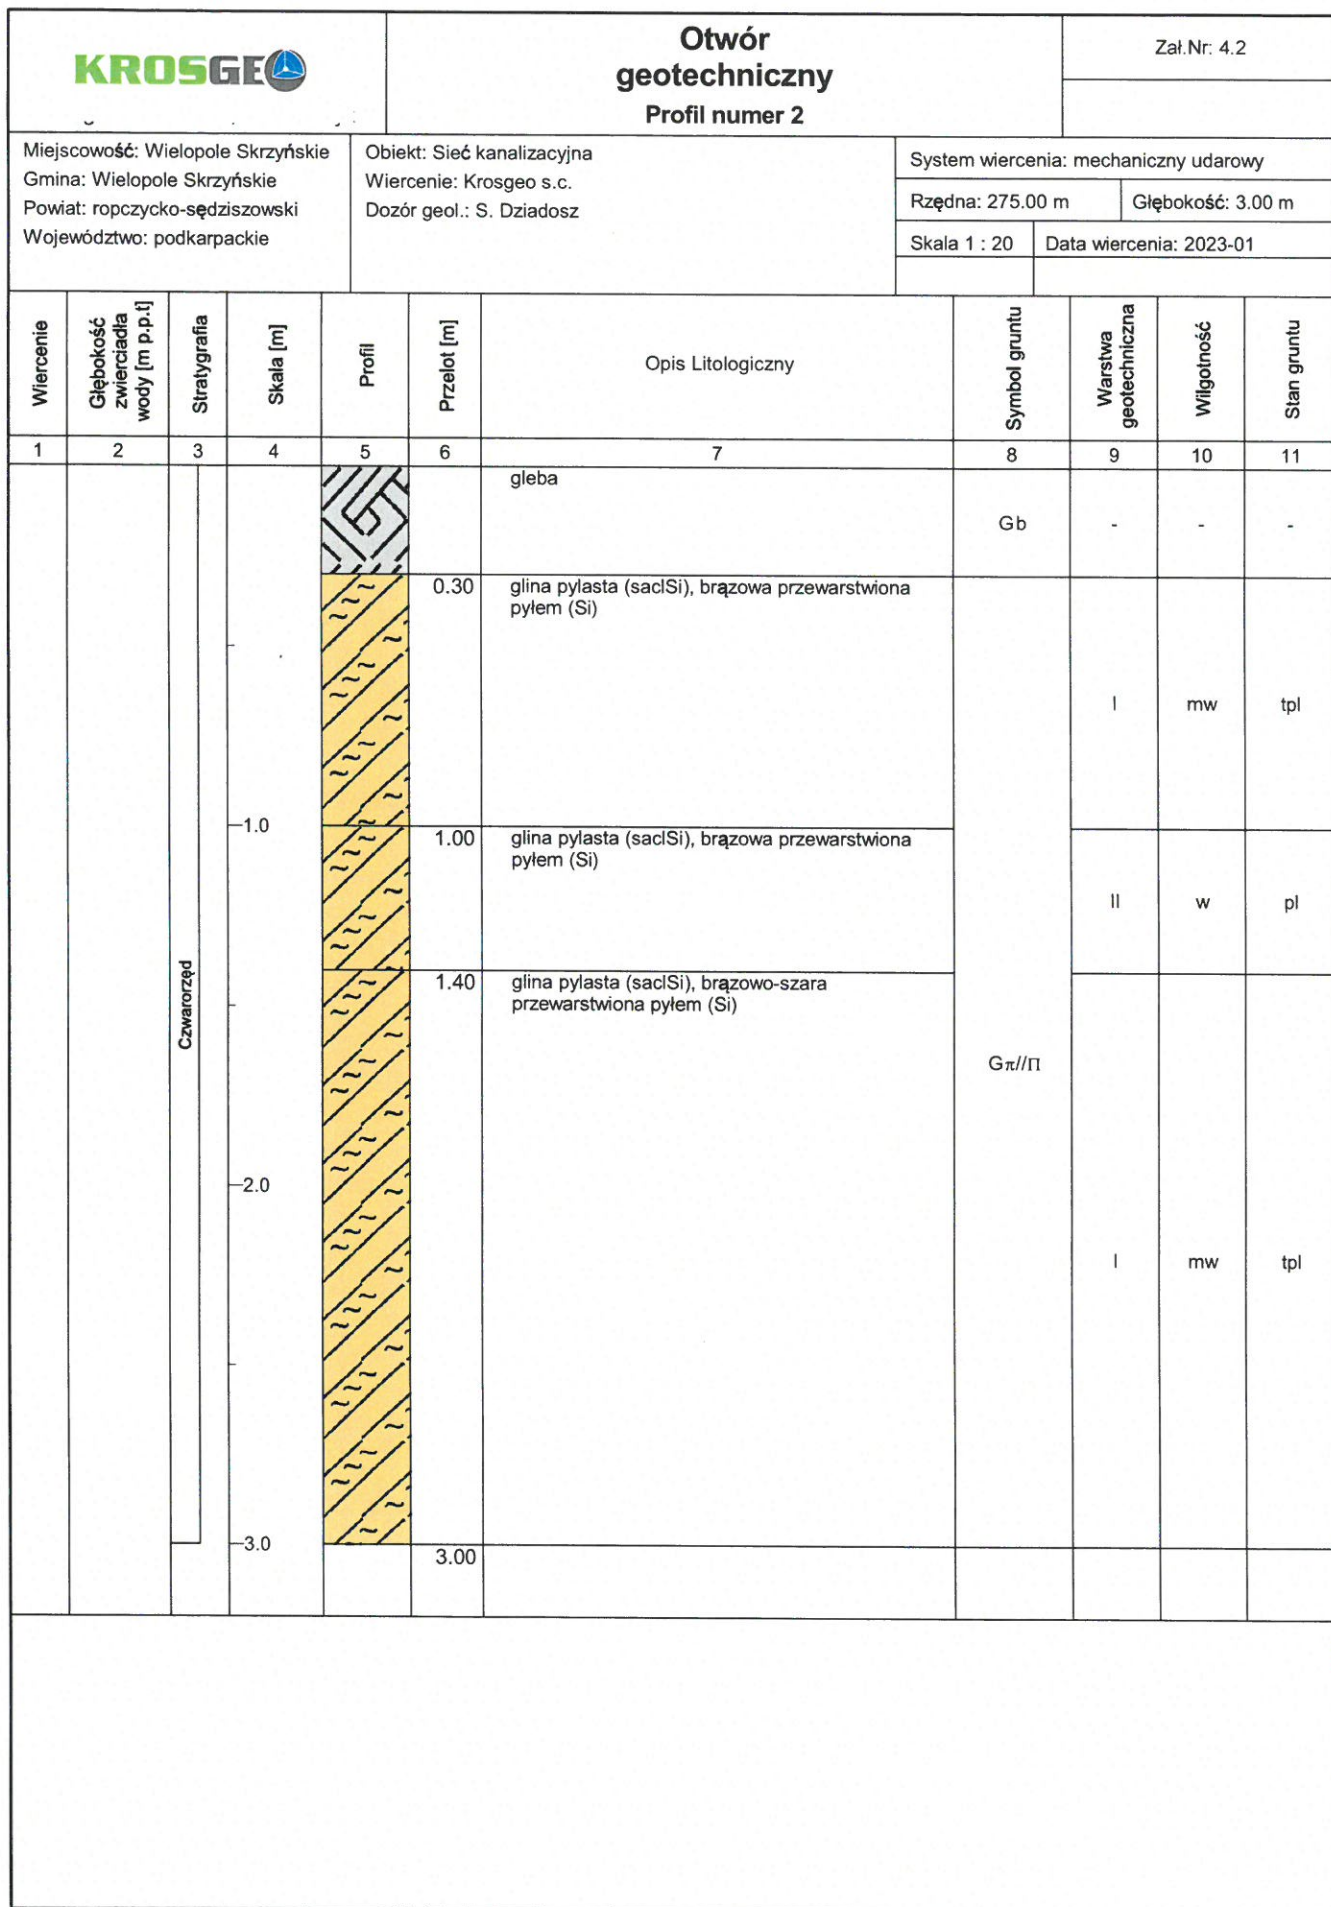 KROSGEO
Otwór
geotechniczny
Profil numer 2
Zał.Nr: 4.2
Miejscowość: Wielopole Skrzyńskie
Gmina: Wielopole Skrzyńskie
Powiat: ropczycko-sędziszowski
Województwo: podkarpackie
Obiekt: Sieć kanalizacyjna
Wiercenie: Krosgeo s.c.
Dozór geol.: S. Dziadosz
System wiercenia: mechaniczny udarowy
Rzędna: 275.00 m
Głębokość: 3.00 m
Skala 1 : 20
Data wiercenia: 2023-01
Wiercenie
Głębokość
zwierciadła
wody [m p.p.t]
Stratygrafia
Skala [m]
Profil
Przelot [m]
Opis Litologiczny
Symbol gruntu
Warstwa
geotechniczna
Wilgotność
Stan gruntu
1 2 3 4 5 6 7 8 9 10 11
gleba
Gb - - -
0.30 glina pylasta (saclSi), brązowa przewarstwiona
pyłem (Si)
I mw tpl
1.0
1.00 glina pylasta (saclSi), brązowa przewarstwiona
pyłem (Si)
II w pl
Czwarorzęd
1.40 glina pylasta (saclSi), brązowo-szara
przewarstwiona pyłem (Si)
Gπ//Π
2.0
I mw tpl
3.0
3.00